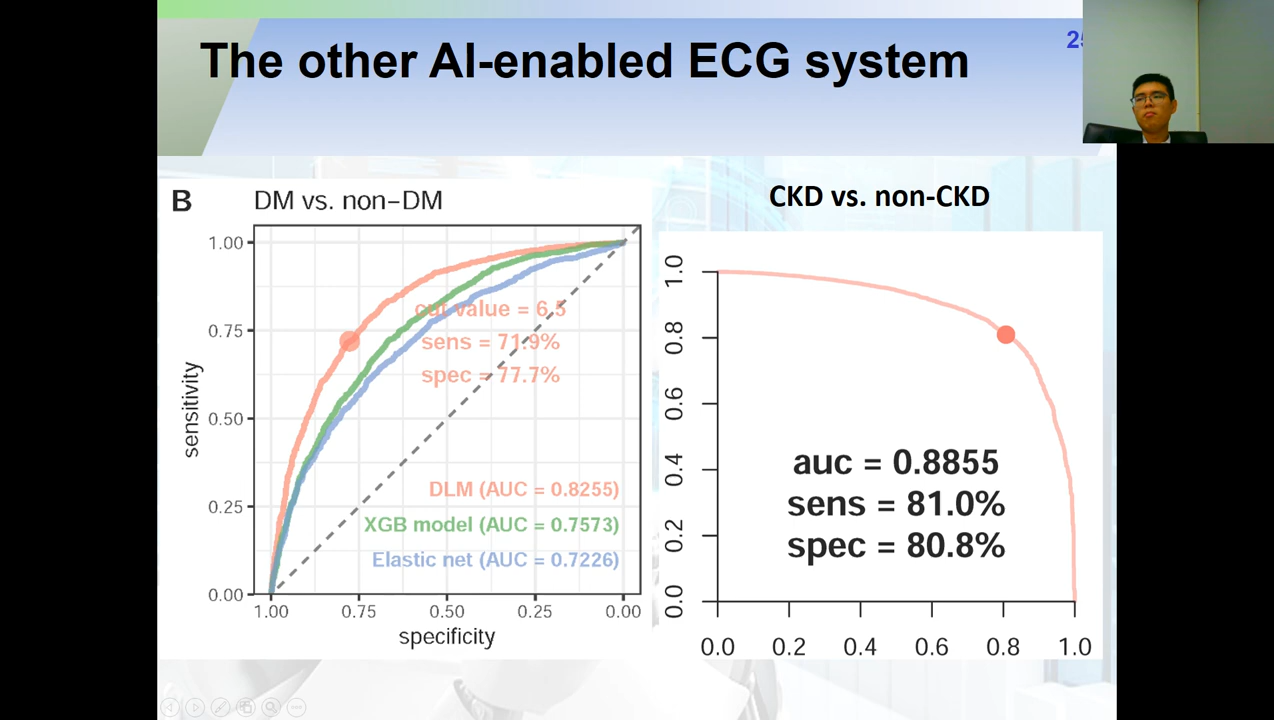 The other AI-enabled ECG system
B
DM vs. non-DM
1.00
0.75
0.50
0.25
0.00
sensitivity
cut value = 6.5
sens = 71.9%
spec = 77.7%
DLM (AUC = 0.8255)
XGB model (AUC = 0.7573)
Elastic net (AUC = 0.7226)
1.00 0.75 0.50 0.25 0.00
specificity
CKD vs. non-CKD
1.0
0.8
0.6
0.4
0.2
0.0
auc = 0.8855
sens = 81.0%
spec = 80.8%
0.0 0.2 0.4 0.6 0.8 1.0